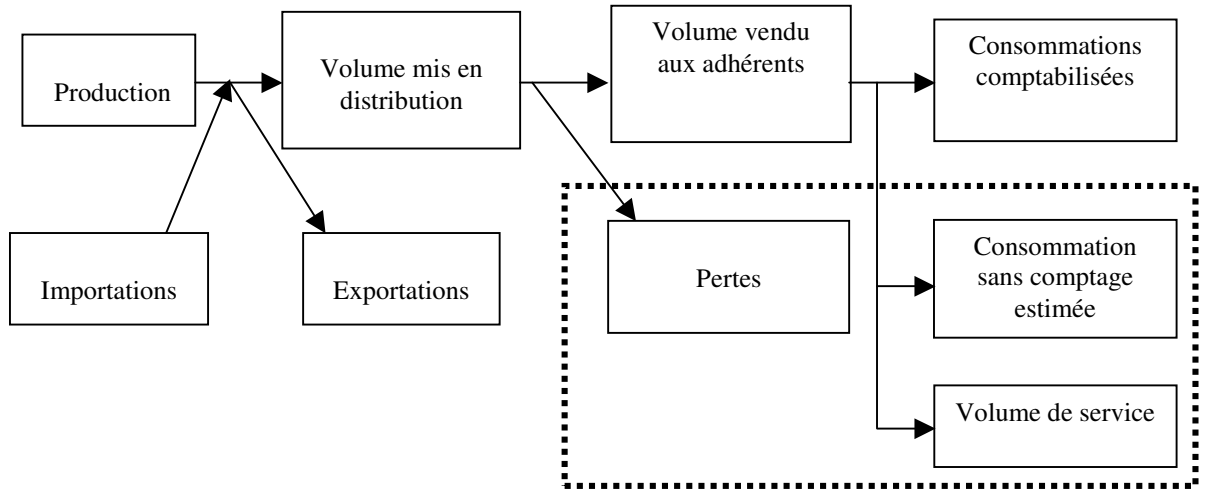 Production
Volume mis en
distribution
Volume vendu
aux adhérents
Consommations
comptabilisées
Importations
Exportations
Pertes
Consommation
sans comptage
estimée
Volume de service